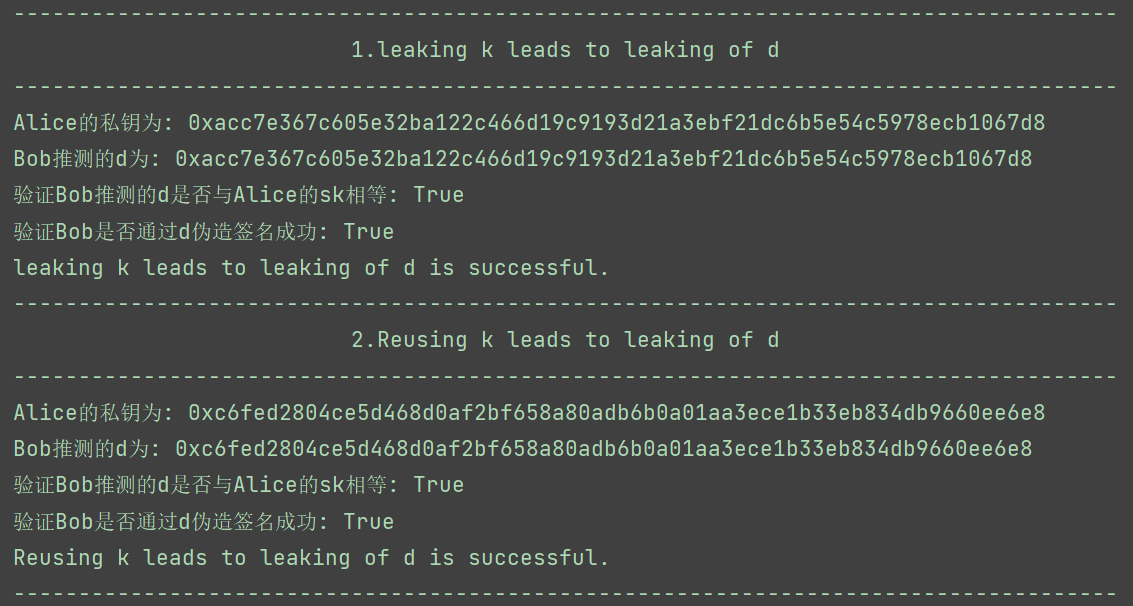 --------------------------------------------------------------------------------
1.leaking k leads to leaking of d
--------------------------------------------------------------------------------
Alice的私钥为: 0xacc7e367c605e32ba122c466d19c9193d21a3ebf21dc6b5e54c5978ecb1067d8
Bob推测的d为: 0xacc7e367c605e32ba122c466d19c9193d21a3ebf21dc6b5e54c5978ecb1067d8
验证Bob推测的d是否与Alice的sk相等: True
验证Bob是否通过d伪造签名成功: True
leaking k leads to leaking of d is successful.
--------------------------------------------------------------------------------
2.Reusing k leads to leaking of d
--------------------------------------------------------------------------------
Alice的私钥为: 0xc6fed2804ce5d468d0af2bf658a80adb6b0a01aa3ece1b33eb834db9660ee6e8
Bob推测的d为: 0xc6fed2804ce5d468d0af2bf658a80adb6b0a01aa3ece1b33eb834db9660ee6e8
验证Bob推测的d是否与Alice的sk相等: True
验证Bob是否通过d伪造签名成功: True
Reusing k leads to leaking of d is successful.
--------------------------------------------------------------------------------